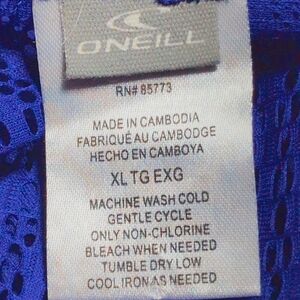 ONEILL
RN# 85773
MADE IN CAMBODIA
FABRIQUÉ AU CAMBODGE
HECHO EN CAMBOYA
XL TG EXG
MACHINE WASH COLD
GENTLE CYCLE
ONLY NON-CHLORINE
BLEACH WHEN NEEDED
TUMBLE DRY LOW
COOL IRON AS NEEDED